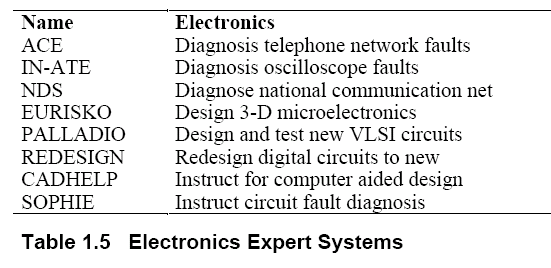 Name Electronics
ACE Diagnosis telephone network faults
IN-ATE Diagnosis oscilloscope faults
NDS Diagnose national communication net
EURISKO Design 3-D microelectronics
PALLADIO Design and test new VLSI circuits
REDESIGN Redesign digital circuits to new
CADHELP Instruct for computer aided design
SOPHIE Instruct circuit fault diagnosis
Table 1.5 Electronics Expert Systems